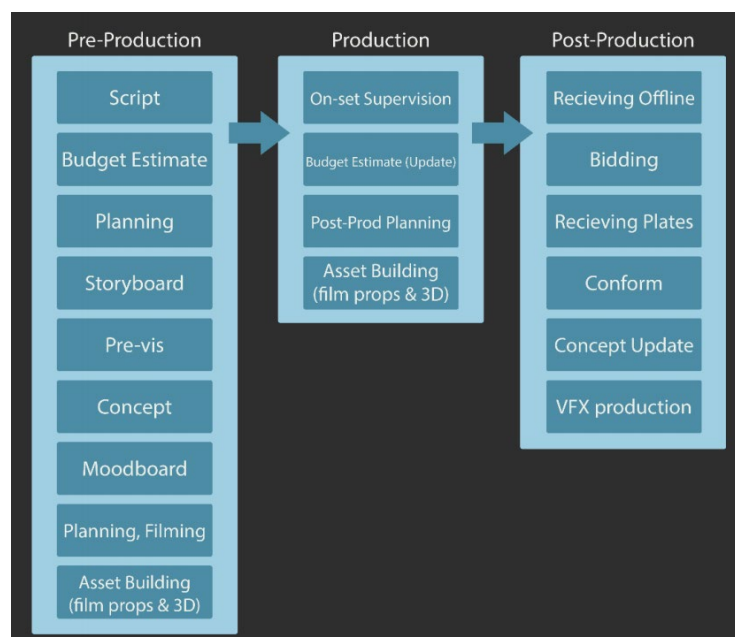 Pre-Production
Script
Budget Estimate
Planning
Storyboard
Pre-vis
Concept
Moodboard
Planning, Filming
Asset Building
(film props & 3D)
Production
On-set Supervision
Budget Estimate (Update)
Post-Prod Planning
Asset Building
(film props & 3D)
Post-Production
Recieving Offline
Bidding
Recieving Plates
Conform
Concept Update
VFX production